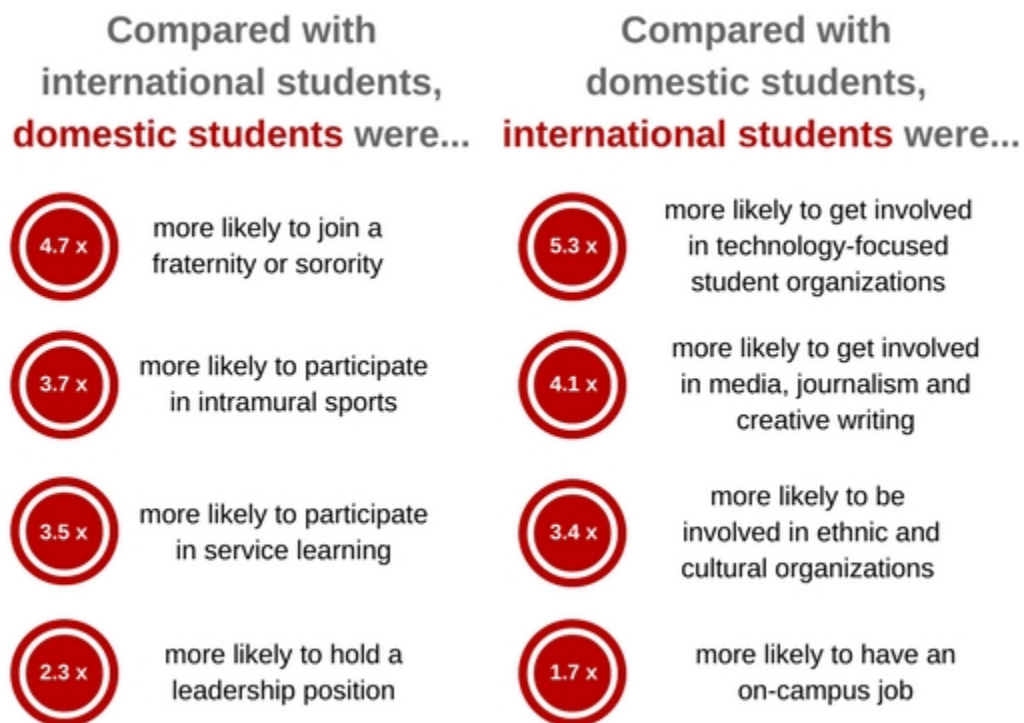 Compared with
international students,
domestic students were...
4.7 x
more likely to join a
fraternity or sorority
3.7 x
more likely to participate
in intramural sports
3.5 x
more likely to participate
in service learning
2.3 x
more likely to hold a
leadership position
Compared with
domestic students,
international students were...
5.3 x
more likely to get involved
in technology-focused
student organizations
4.1 x
more likely to get involved
in media, journalism and
creative writing
3.4 x
more likely to be
involved in ethnic and
cultural organizations
1.7 x
more likely to have an
on-campus job